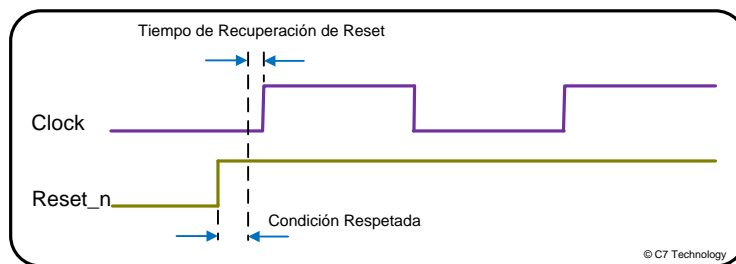 Tiempo de Recuperación de Reset
Clock
Reset_n
Condición Respetada
© C7 Technology